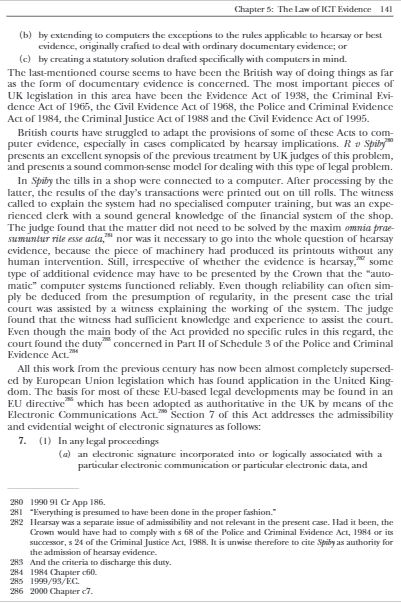 Chapter 5: The Law of ICT Evidence 141
(b) by extending to computers the exceptions to the rules applicable to hearsay or best
evidence, originally crafted to deal with ordinary documentary evidence; or
(c) by creating a statutory solution drafted specifically with computers in mind.
The last-mentioned course seems to have been the British way of doing things as far
as the form of documentary evidence is concerned. The most important pieces of
UK legislation in this area have been the Evidence Act of 1938, the Criminal Evi-
dence Act of 1965, the Civil Evidence Act of 1968, the Police and Criminal Evidence
Act of 1984, the Criminal Justice Act of 1988 and the Civil Evidence Act of 1995.
British courts have struggled to adapt the provisions of some of these Acts to com-
puter evidence, especially in cases complicated by hearsay implications. R v Spiby280
presents an excellent synopsis of the previous treatment by UK judges of this problem,
and presents a sound common-sense model for dealing with this type of legal problem.
In Spiby the tills in a shop were connected to a computer. After processing by the
latter, the results of the day's transactions were printed out on till rolls. The witness
called to explain the system had no specialised computer training, but was an expe-
rienced clerk with a sound general knowledge of the financial system of the shop.
The judge found that the matter did not need to be solved by the maxim omnia prae-
sumuntur rite esse acta,281 nor was it necessary to go into the whole question of hearsay
evidence, because the piece of machinery had produced its printouts without any
human intervention. Still, irrespective of whether the evidence is hearsay,282 some
type of additional evidence may have to be presented by the Crown that the "auto-
matic" computer systems functioned reliably. Even though reliability can often sim-
ply be deduced from the presumption of regularity, in the present case the trial
court was assisted by a witness explaining the working of the system. The judge
found that the witness had sufficient knowledge and experience to assist the court.
Even though the main body of the Act provided no specific rules in this regard, the
court found the duty283 concerned in Part II of Schedule 3 of the Police and Criminal
Evidence Act.284
All this work from the previous century has now been almost completely supersed-
ed by European Union legislation which has found application in the United King-
dom. The basis for most of these EU-based legal developments may be found in an
EU directive285 which has been adopted as authoritative in the UK by means of the
Electronic Communications Act.286 Section 7 of this Act addresses the admissibility
and evidential weight of electronic signatures as follows:
7. (1) In any legal proceedings
(a) an electronic signature incorporated into or logically associated with a
particular electronic communication or particular electronic data, and
280 1990 91 Cr App 186.
281 "Everything is presumed to have been done in the proper fashion."
282 Hearsay was a separate issue of admissibility and not relevant in the present case. Had it been, the
Crown would have had to comply with s 68 of the Police and Criminal Evidence Act, 1984 or its
successor, s 24 of the Criminal Justice Act, 1988. It is unwise therefore to cite Spiby as authority for
the admission of hearsay evidence.
283 And the criteria to discharge this duty.
284 1984 Chapter c60.
285 1999/93/EC.
286 2000 Chapter c7.